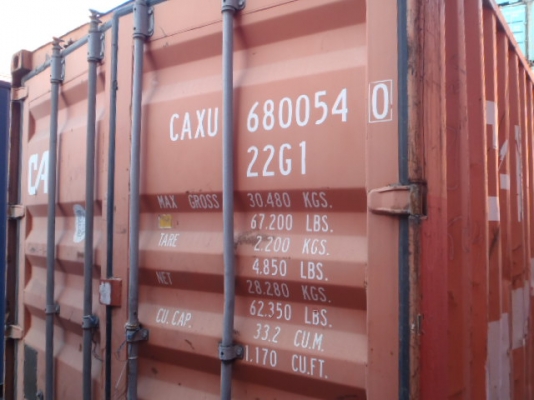 CAXU 680054 0
22G1
MAX GROSS 30.480 KGS.
67.200 LBS.
TARE 2.200 KGS.
4.850 LBS.
NET 28.280 KGS.
62.350 LBS.
CU. CAP. 33.2 CU.M.
1.170 CU.FT.
CA